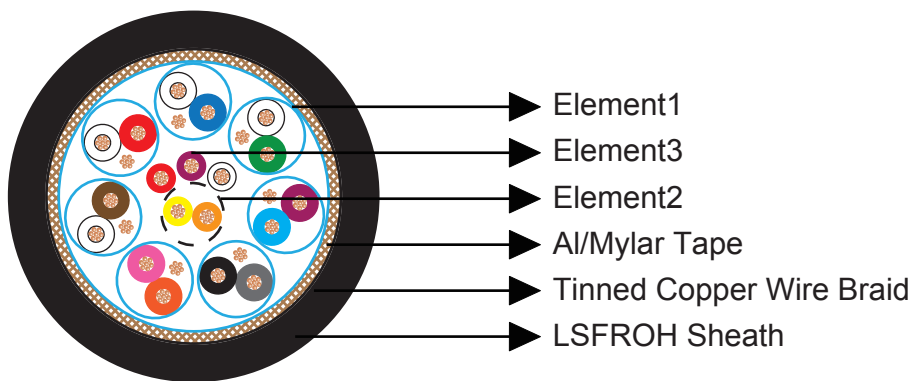 Element1
Element3
Element2
Al/Mylar Tape
Tinned Copper Wire Braid
LSFROH Sheath